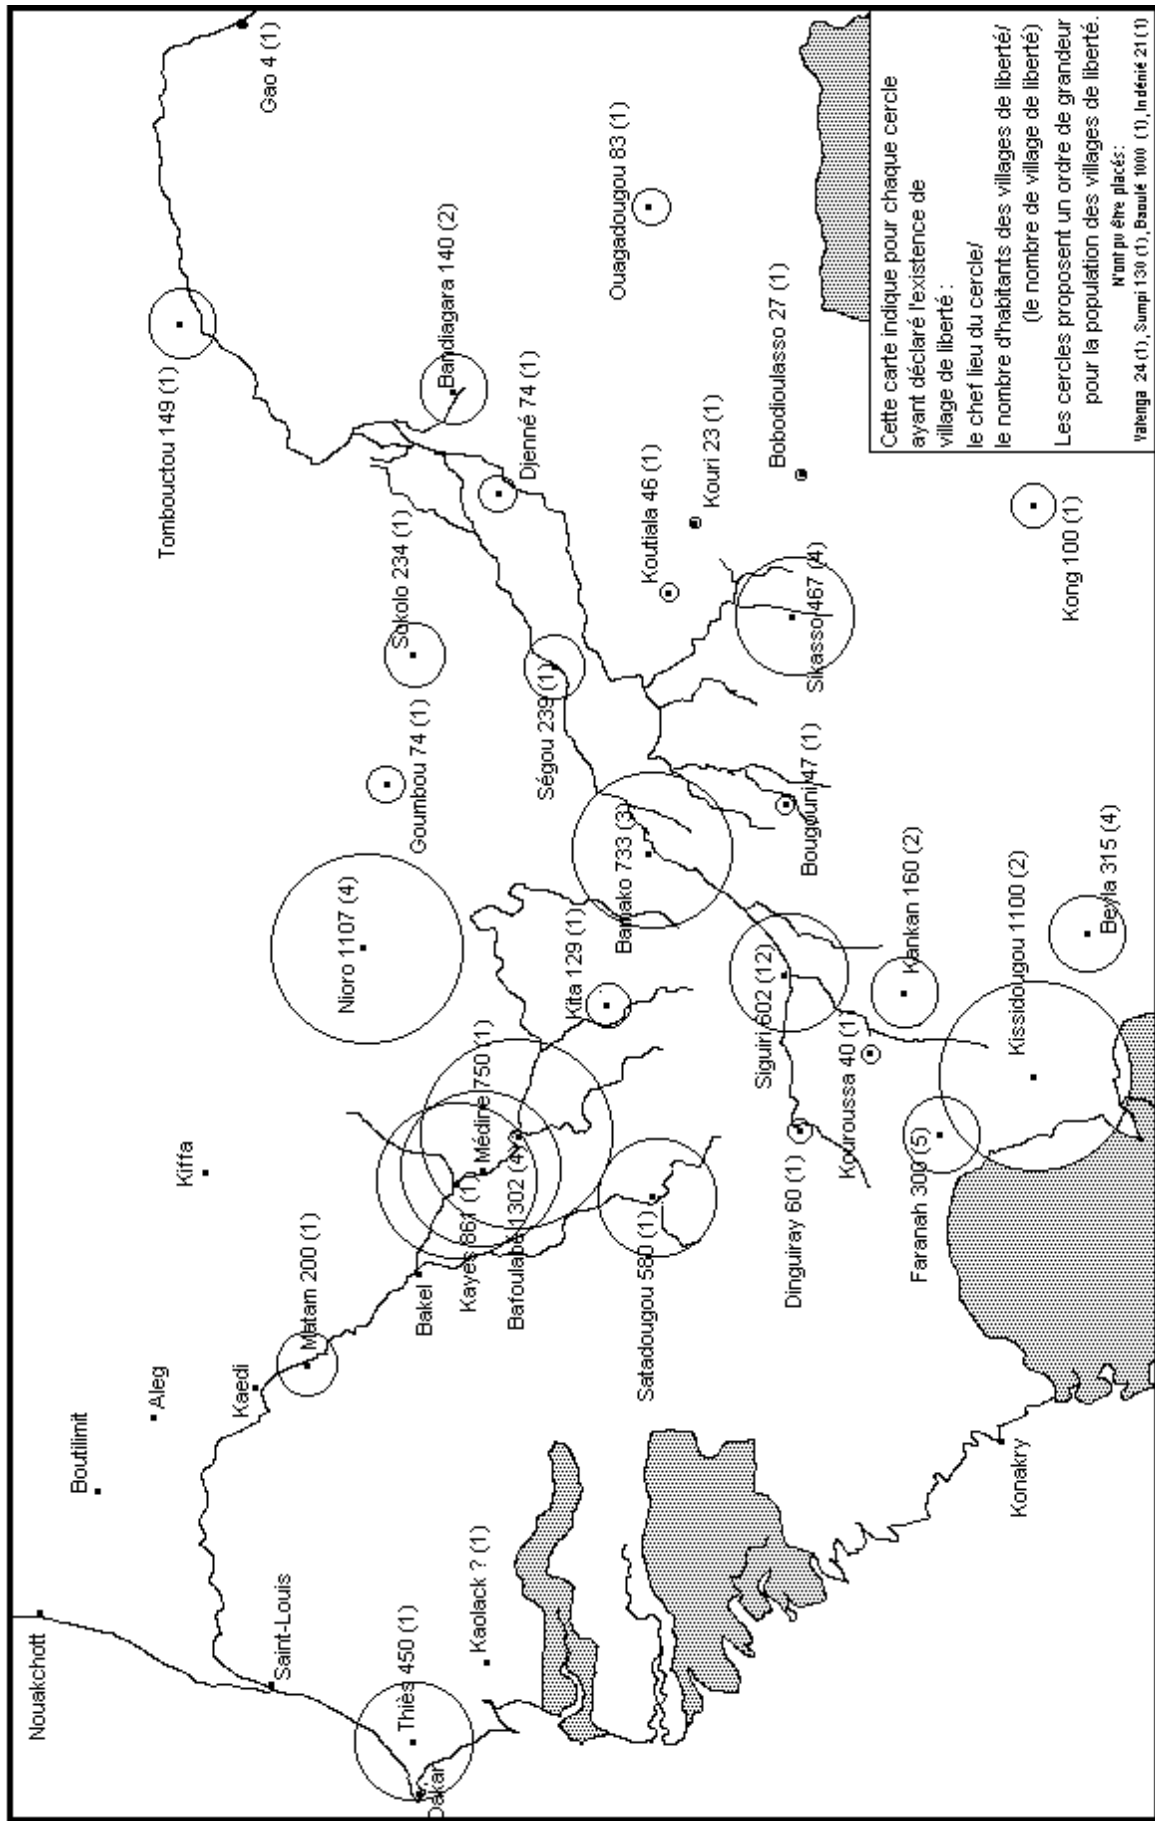 Nouakchott
Boutilimit
Aleg
Kiffa
Saint-Louis
Kaedi
Matam 200 (1)
Bakel
Thiès 450 (1)
Dakar
Kaolack ? (1)
Kayes 861 (1)
Médine 750 (1)
Bafoulabé 1302 (4)
Nioro 1107 (4)
Goumbou 74 (1)
Sokolo 234 (1)
Tombouctou 149 (1)
Gao 4 (1)
Bandiagara 140 (2)
Djenné 74 (1)
Ségou 239 (1)
Kita 129 (1)
Bamako 733 (3)
Satadougou 580 (1)
Koutiala 46 (1)
Kouri 23 (1)
Ouagadougou 83 (1)
Bobodioulasso 27 (1)
Sikasso 467 (4)
Bougouni 47 (1)
Siguiri 602 (12)
Dinguiray 60 (1)
Kouroussa 40 (1)
Kankan 160 (2)
Faranah 300 (5)
Kissidougou 1100 (2)
Beyla 315 (4)
Kong 100 (1)
Konakry
Cette carte indique pour chaque cercle
ayant déclaré l'existence de
village de liberté :
le chef lieu du cercle/
le nombre d'habitants des villages de liberté/
(le nombre de village de liberté)
Les cercles proposent un ordre de grandeur
pour la population des villages de liberté.
N'ont pu être placés :
Yatenga 24 (1), Sumpi 130 (1), Baoulé 1000 (1), Indénié 21 (1)